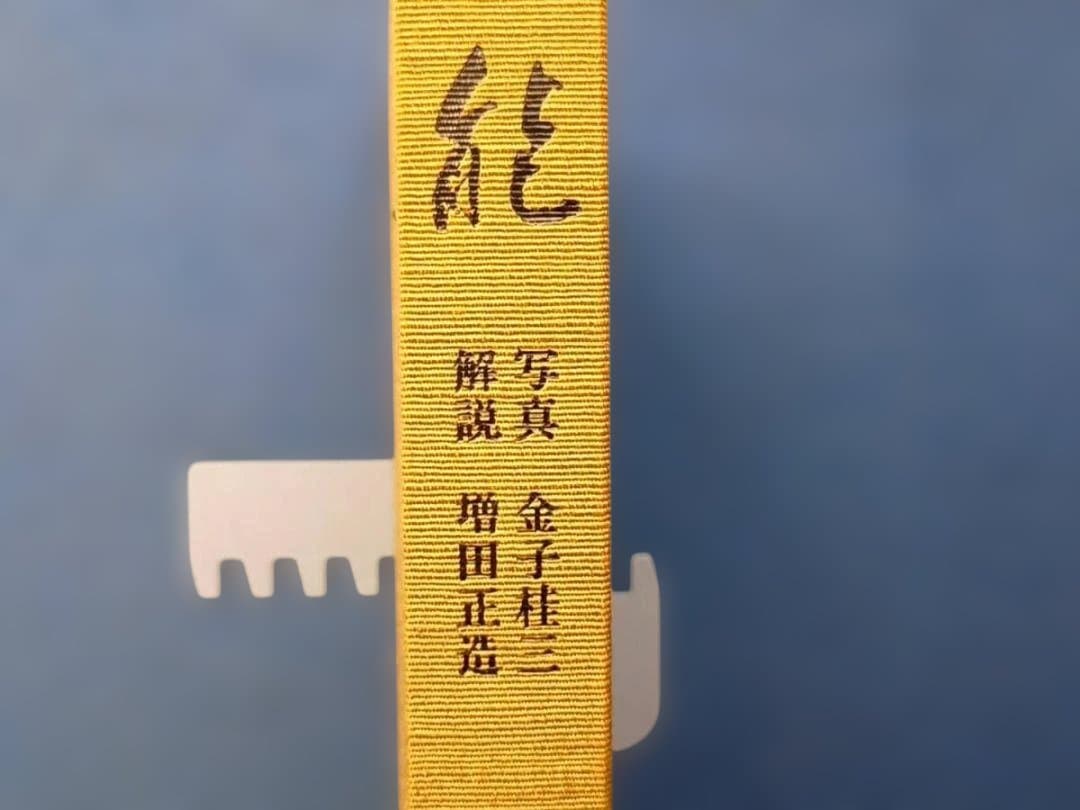 能
写真 金子桂三
解説 増田正造